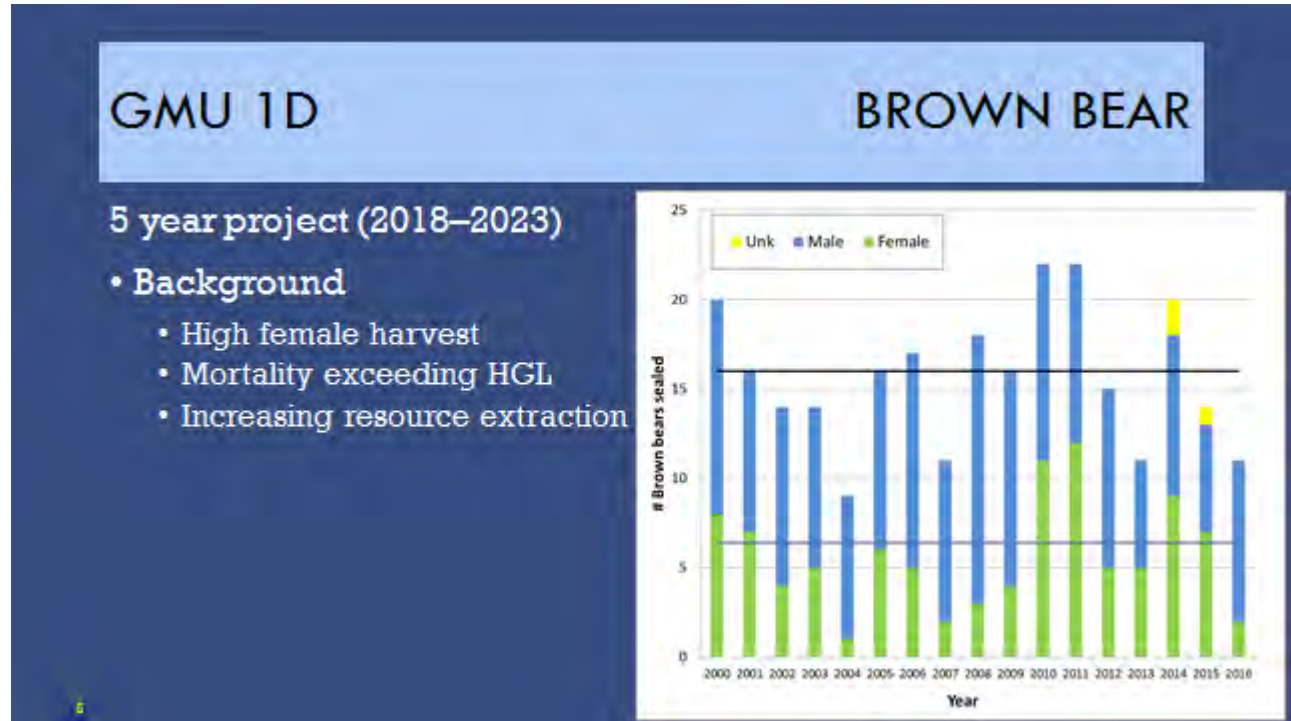 GMU 1D
BROWN BEAR
5 year project (2018–2023)
• Background
• High female harvest
• Mortality exceeding HGL
• Increasing resource extraction
25
Unk Male Female
20
15
10
5
0
# Brown bears sealed
2000 2001 2002 2003 2004 2005 2006 2007 2008 2009 2010 2011 2012 2013 2014 2015 2016
Year